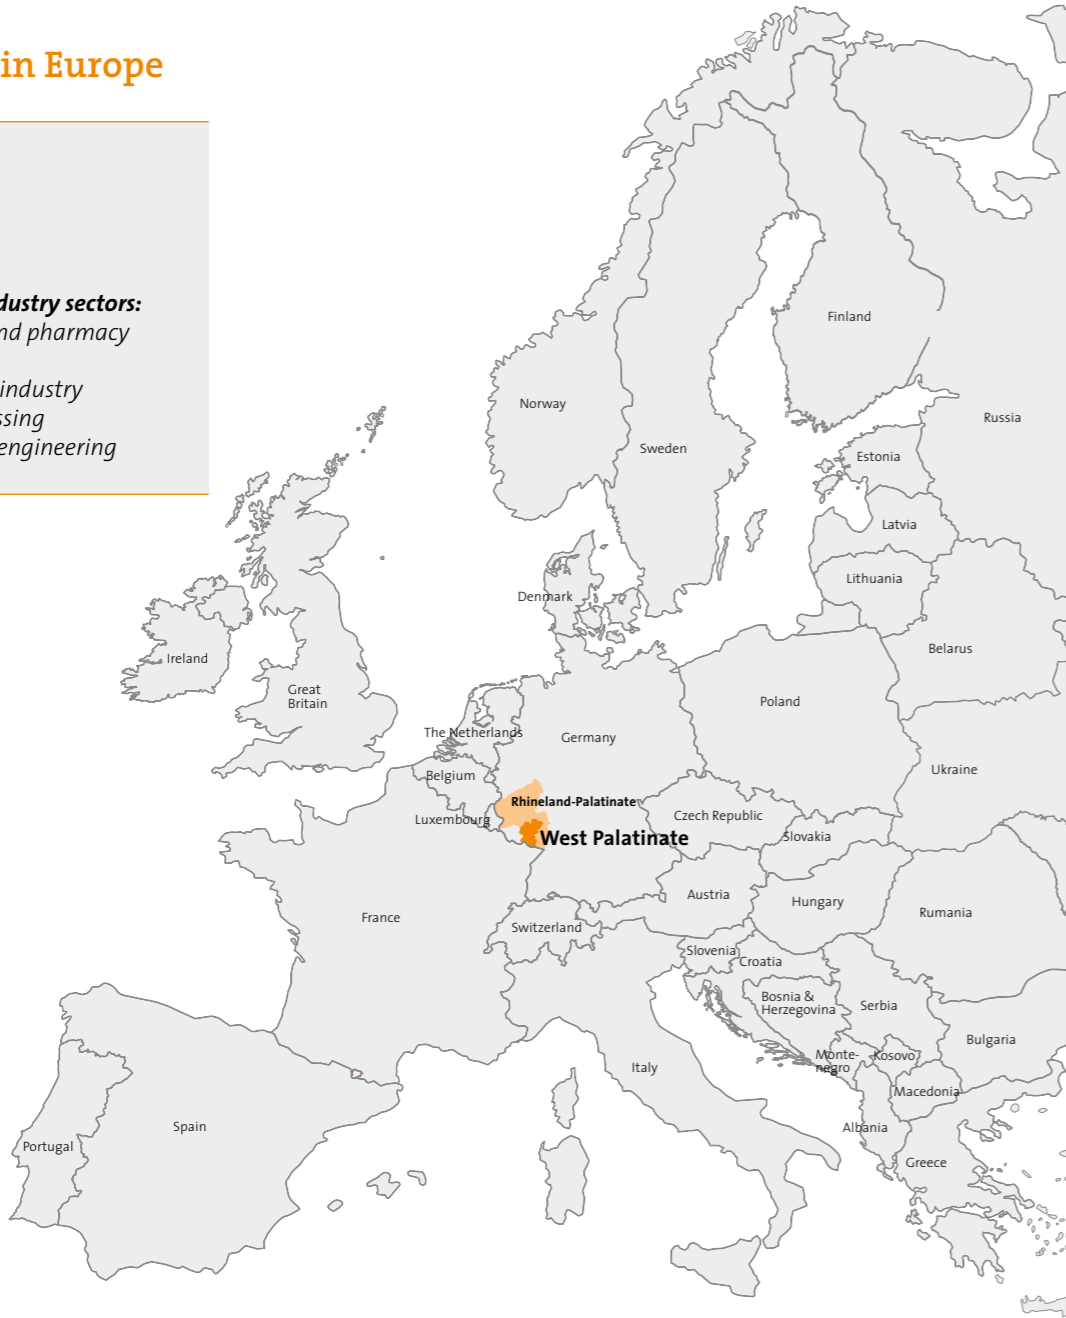 in Europe
dustry sectors:
nd pharmacy
industry
ssing
engineering
Finland
Norway
Russia
Sweden
Estonia
Latvia
Lithuania
Denmark
Belarus
Ireland
Great
Britain
Poland
The Netherlands
Germany
Ukraine
Belgium
Rhineland-Palatinate
Luxembourg
Czech Republic
West Palatinate
Slovakia
Austria
Hungary
Rumania
France
Switzerland
Slovenia
Croatia
Bosnia &
Herzegovina
Serbia
Bulgaria
Monte-
negro
Kosovo
Italy
Macedonia
Spain
Albania
Portugal
Greece